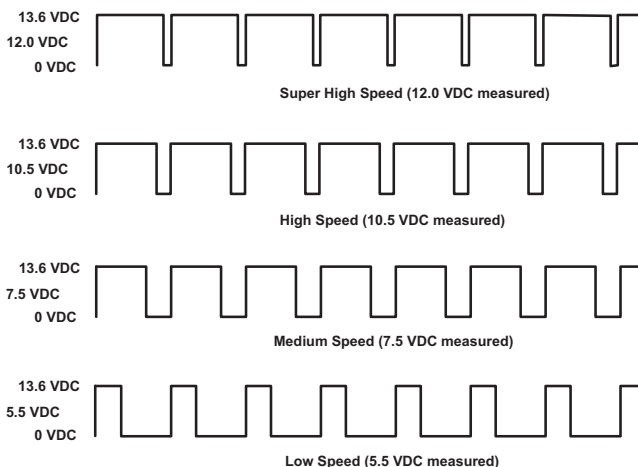 13.6 VDC
12.0 VDC
0 VDC
Super High Speed (12.0 VDC measured)
13.6 VDC
10.5 VDC
0 VDC
High Speed (10.5 VDC measured)
13.6 VDC
7.5 VDC
0 VDC
Medium Speed (7.5 VDC measured)
13.6 VDC
5.5 VDC
0 VDC
Low Speed (5.5 VDC measured)